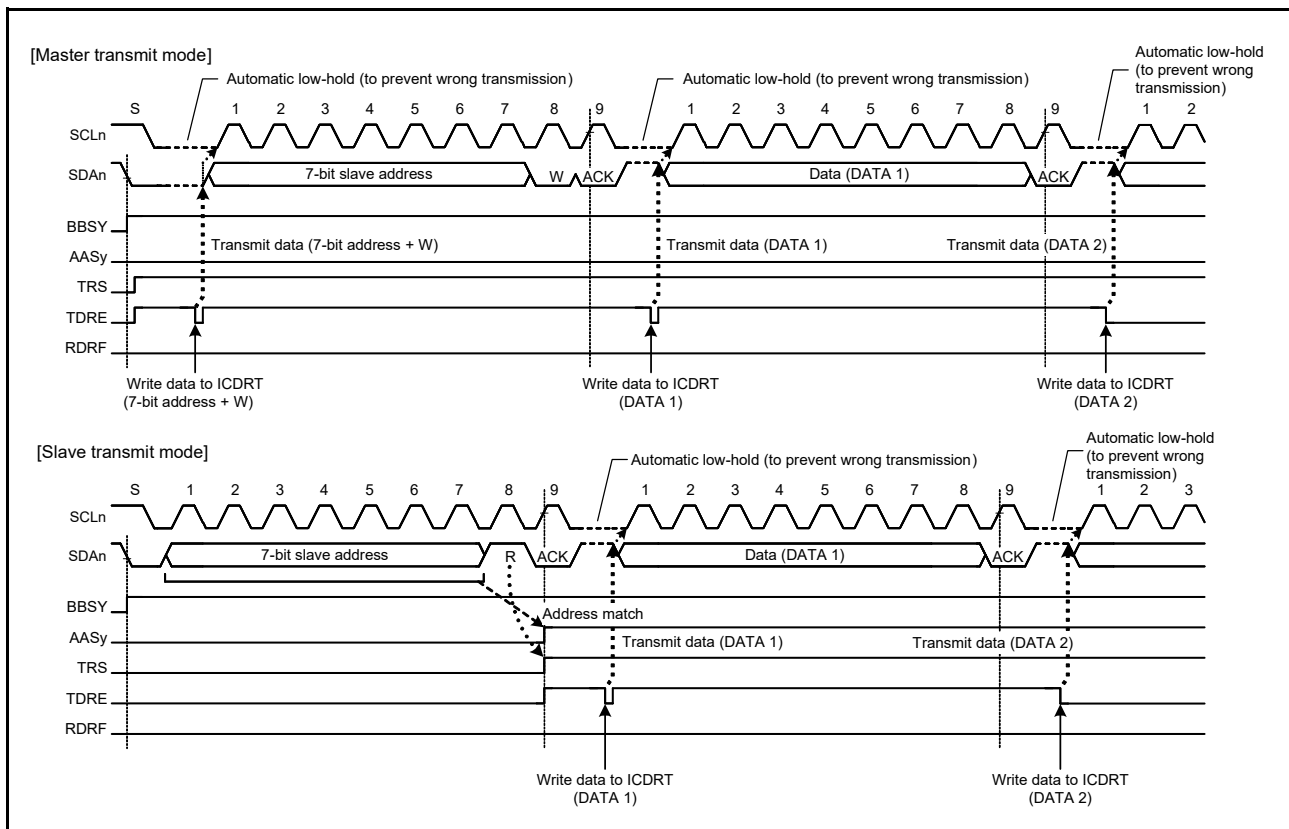 [Master transmit mode]
Automatic low-hold (to prevent wrong transmission)
Automatic low-hold (to prevent wrong transmission)
Automatic low-hold
(to prevent wrong
transmission)
S 1 2 3 4 5 6 7 8 9 1 2 3 4 5 6 7 8 9 1 2
SCLn
SDAn 7-bit slave address W ACK Data (DATA 1) ACK
BBSY
Transmit data (7-bit address + W) Transmit data (DATA 1) Transmit data (DATA 2)
AASy
TRS
TDRE
RDRF
Write data to ICDRT
(7-bit address + W)
Write data to ICDRT
(DATA 1)
Write data to ICDRT
(DATA 2)
[Slave transmit mode]
Automatic low-hold (to prevent wrong transmission)
Automatic low-hold
(to prevent wrong
transmission)
S 1 2 3 4 5 6 7 8 9 1 2 3 4 5 6 7 8 9 1 2 3
SCLn
SDAn 7-bit slave address R ACK Data (DATA 1) ACK
BBSY
Address match
AASy
Transmit data (DATA 1) Transmit data (DATA 2)
TRS
TDRE
RDRF
Write data to ICDRT
(DATA 1)
Write data to ICDRT
(DATA 2)